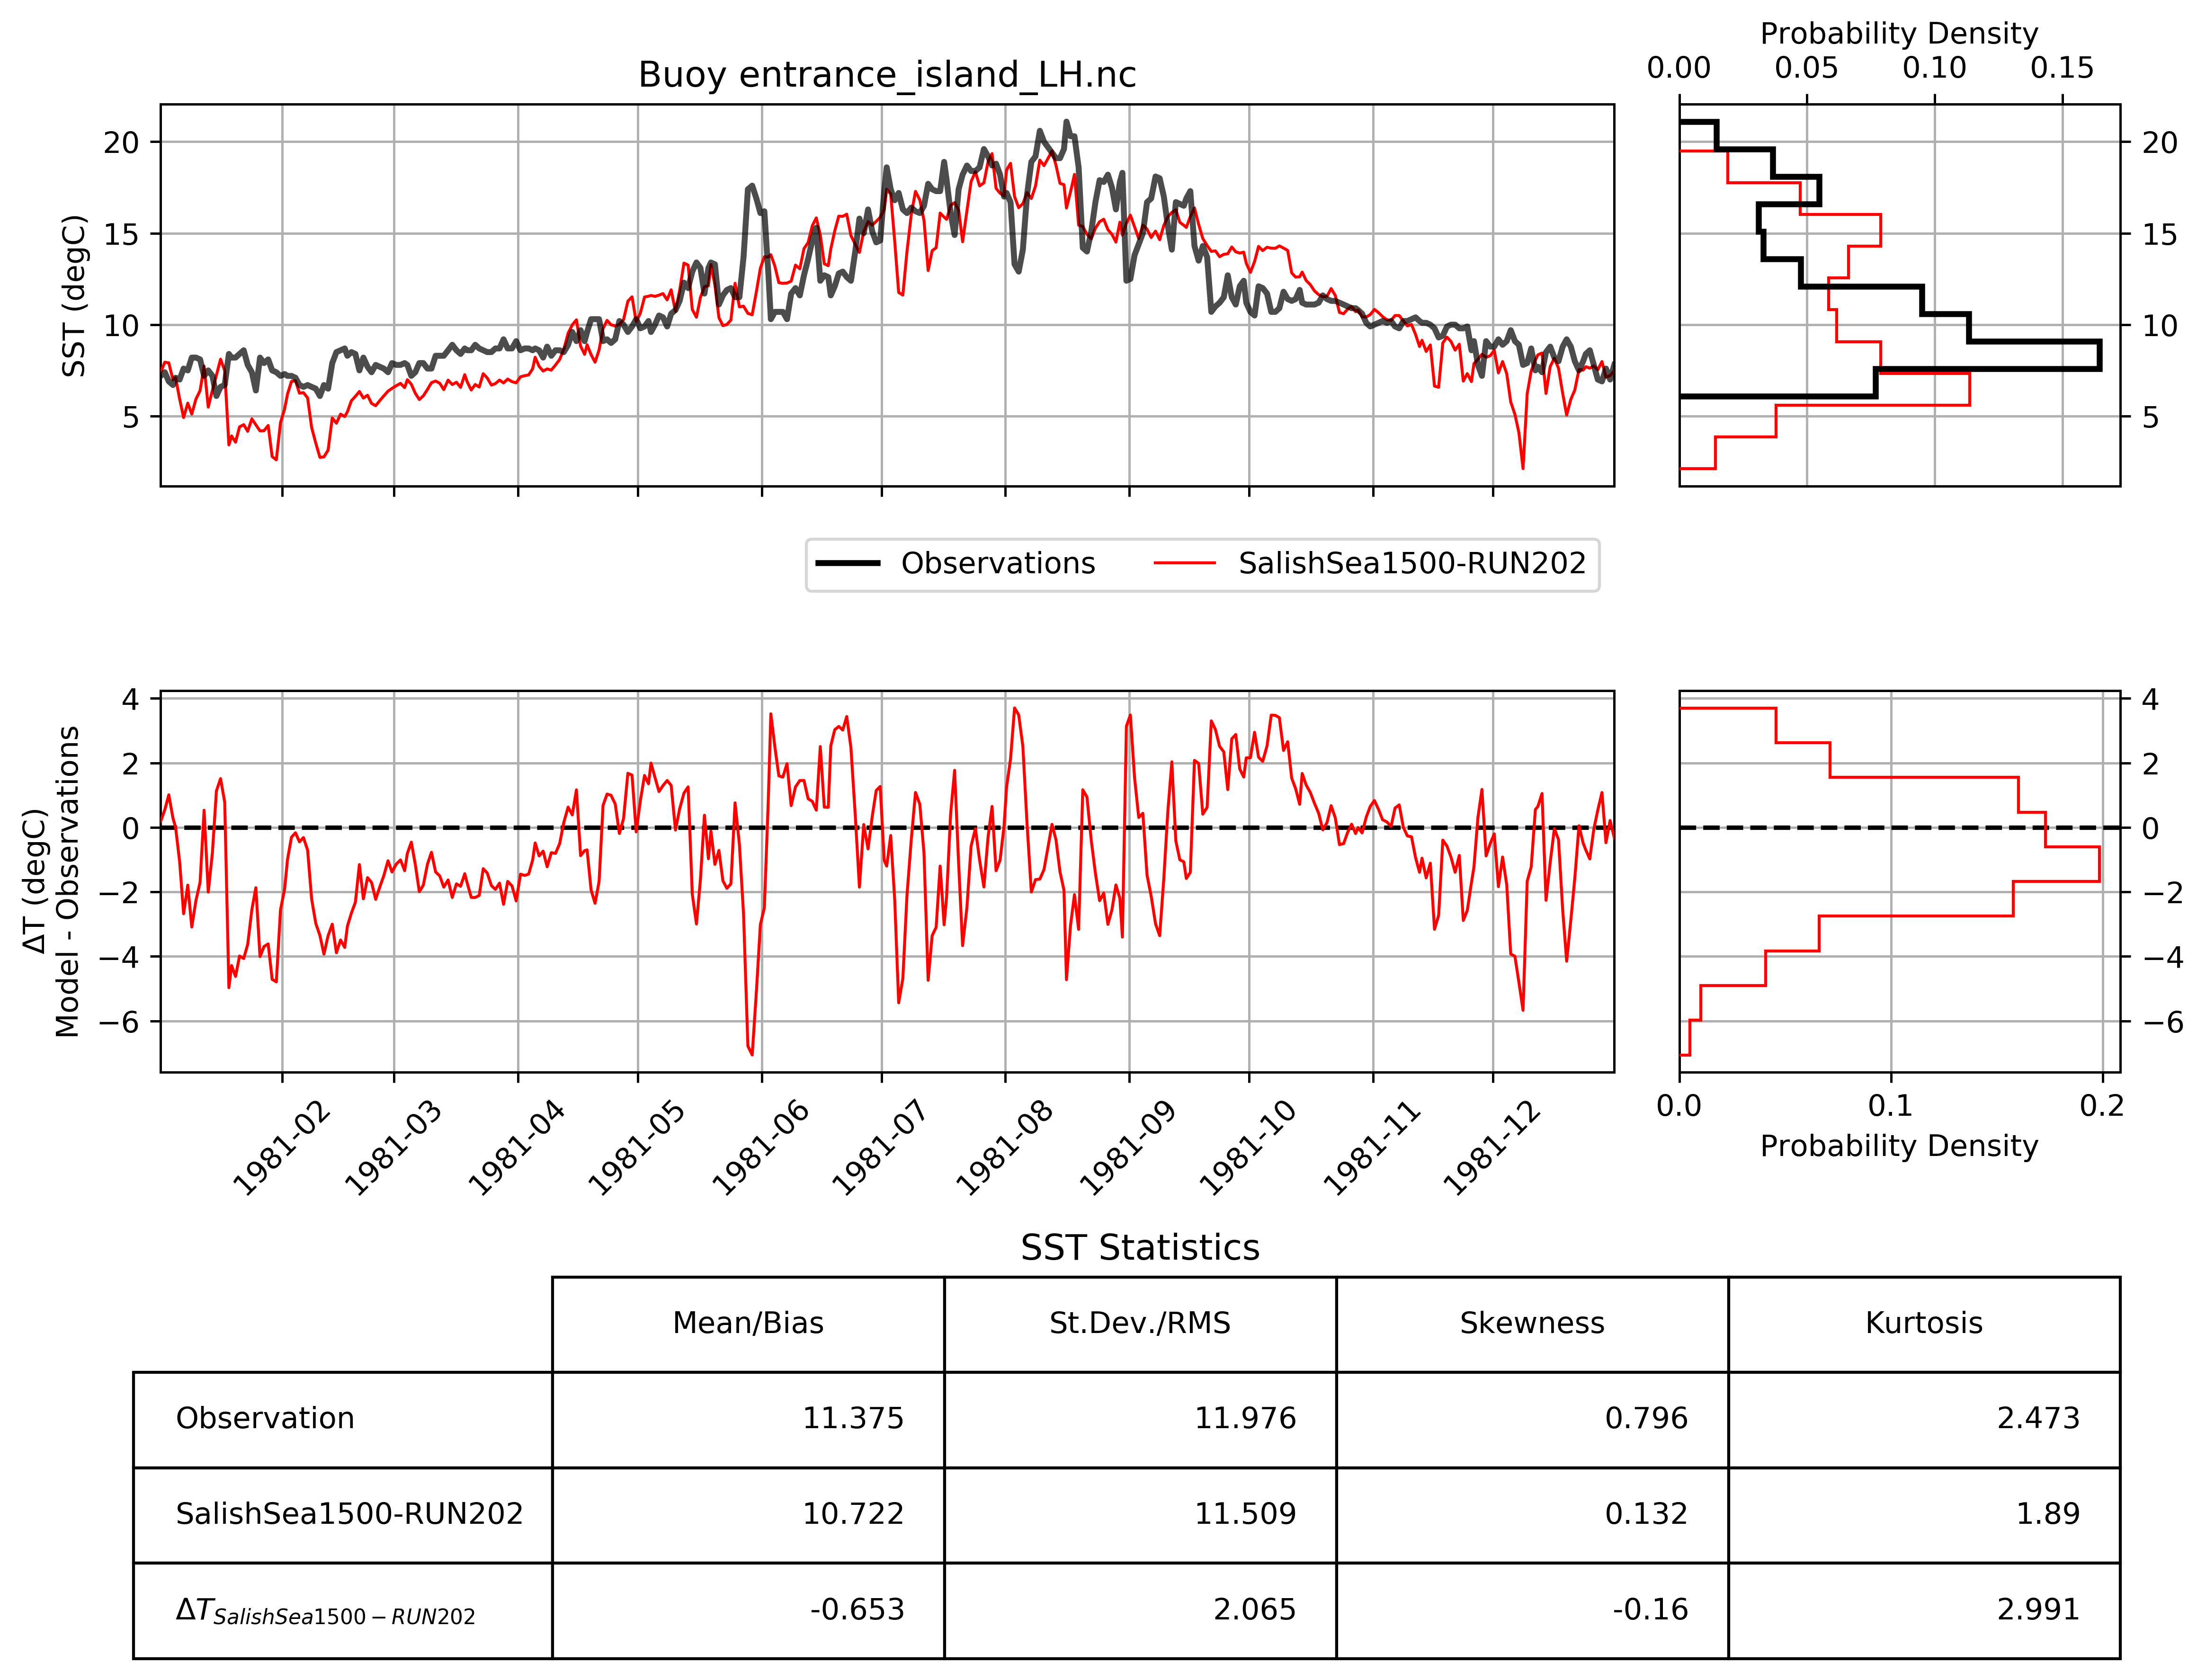 Probability Density
0.00 0.05 0.10 0.15
Buoy entrance_island_LH.nc
SST (degC)
20
15
10
5
20
15
10
5
Observations SalishSea1500-RUN202
ΔT (degC)
Model - Observations
4
2
0
−2
−4
−6
4
2
0
−2
−4
−6
1981-02 1981-03 1981-04 1981-05 1981-06 1981-07 1981-08 1981-09 1981-10 1981-11 1981-12
0.0 0.1 0.2
Probability Density
SST Statistics
Mean/Bias St.Dev./RMS Skewness Kurtosis
Observation 11.375 11.976 0.796 2.473
SalishSea1500-RUN202 10.722 11.509 0.132 1.89
ΔTSalishSea1500−RUN202 -0.653 2.065 -0.16 2.991